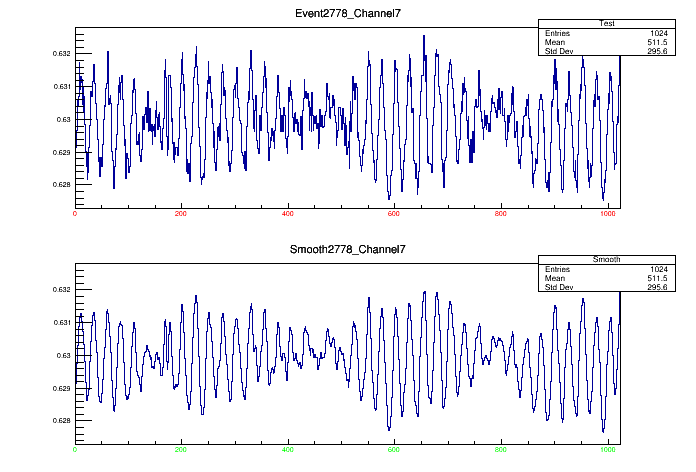 Event2778_Channel7
Test
Entries 1024
Mean 511.5
Std Dev 295.6
0.632
0.631
0.63
0.629
0.628
0 200 400 600 800 1000
Smooth2778_Channel7
Smooth
Entries 1024
Mean 511.5
Std Dev 295.6
0.632
0.631
0.63
0.629
0.628
0 200 400 600 800 1000